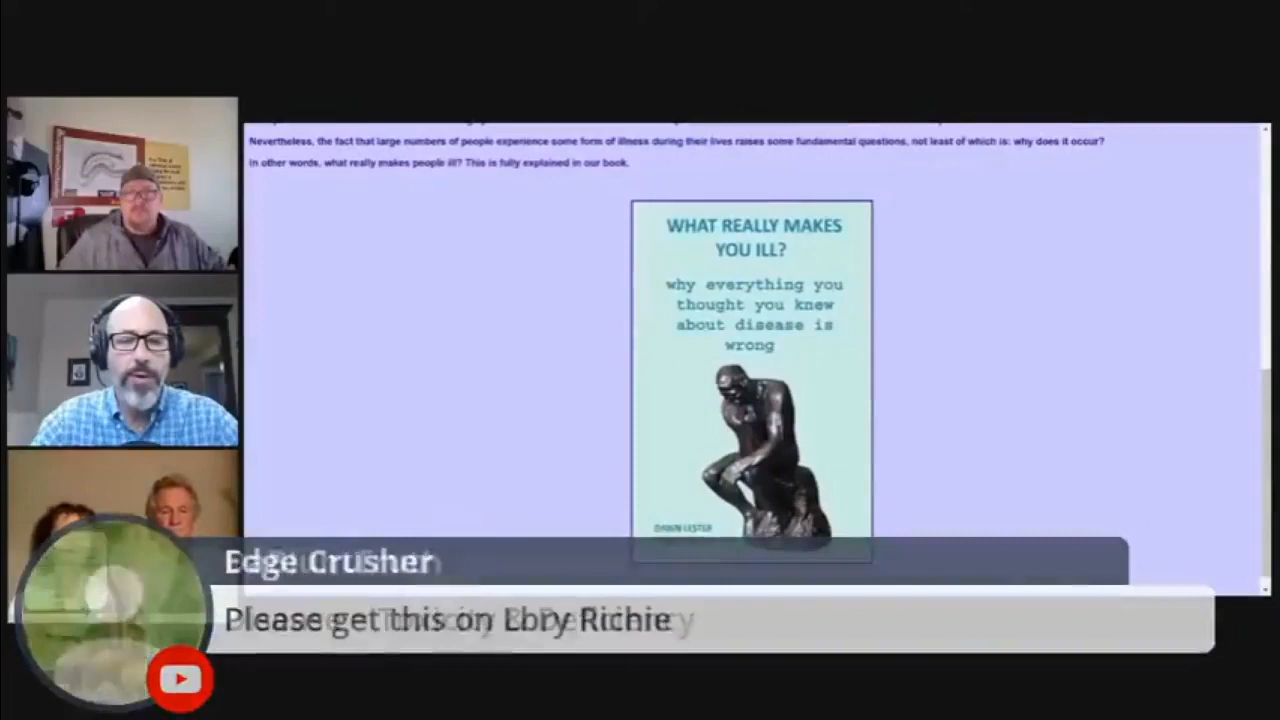 Nevertheless, the fact that large numbers of people experience some form of illness during their lives raises some fundamental questions, not least of which is: why does it occur?
In other words, what really makes people ill? This is fully explained in our book.
WHAT REALLY MAKES
YOU ILL?
why everything you
thought you knew
about disease is
wrong
DAWN LESTER
Edge Crusher
Please get this on Lbry Richie